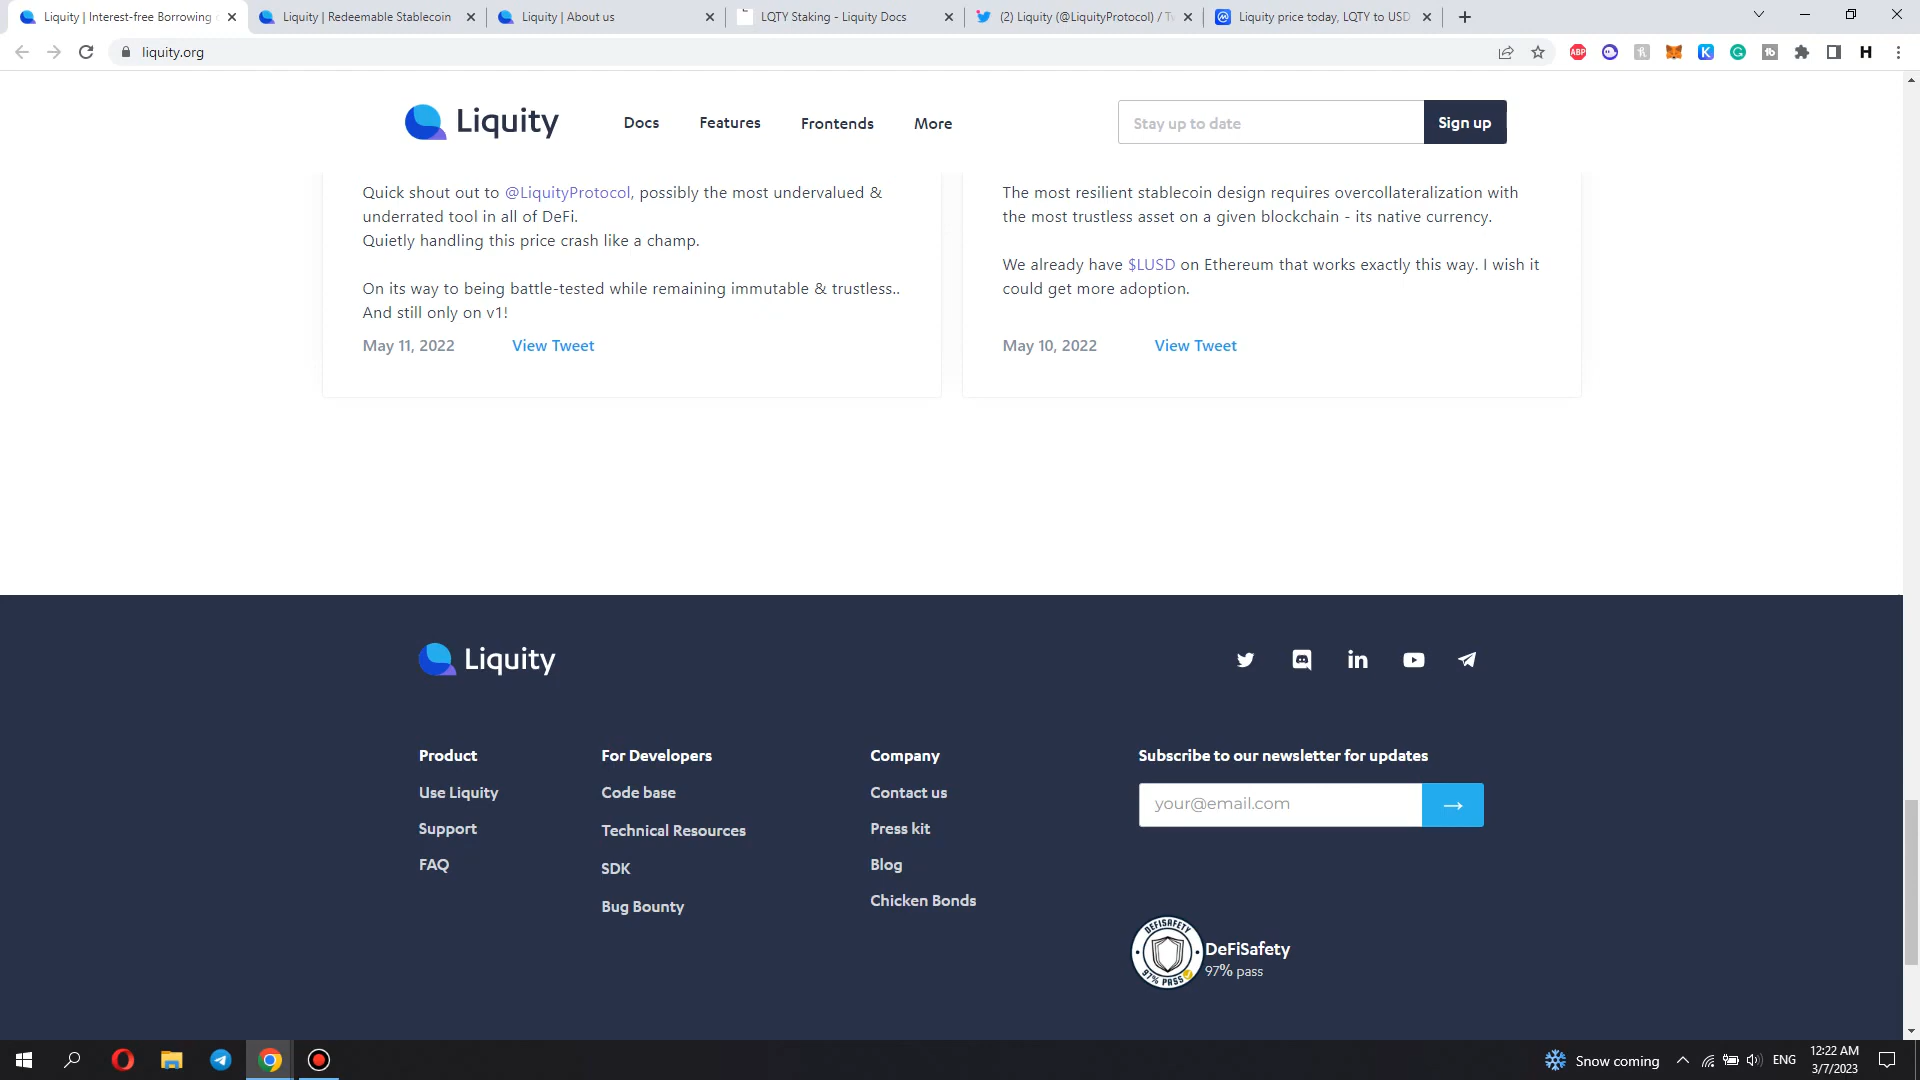 Liquity | Interest-free Borrowing
Liquity | Redeemable Stablecoin
Liquity | About us
LQTY Staking - Liquity Docs
(2) Liquity (@LiquityProtocol) / Tw
Liquity price today, LQTY to USD
liquity.org
ABP
H
Liquity
Docs
Features
Frontends
More
Stay up to date
Sign up
Quick shout out to @LiquityProtocol, possibly the most undervalued &
underrated tool in all of DeFi.
Quietly handling this price crash like a champ.
On its way to being battle-tested while remaining immutable & trustless..
And still only on v1!
May 11, 2022
View Tweet
The most resilient stablecoin design requires overcollateralization with
the most trustless asset on a given blockchain - its native currency.
We already have $LUSD on Ethereum that works exactly this way. I wish it
could get more adoption.
May 10, 2022
View Tweet
Liquity
Product
Use Liquity
Support
FAQ
For Developers
Code base
Technical Resources
SDK
Bug Bounty
Company
Contact us
Press kit
Blog
Chicken Bonds
Subscribe to our newsletter for updates
your@email.com
DEFISAFETY
97% PASS
DeFiSafety
97% pass
Snow coming
ENG
12:22 AM
3/7/2023